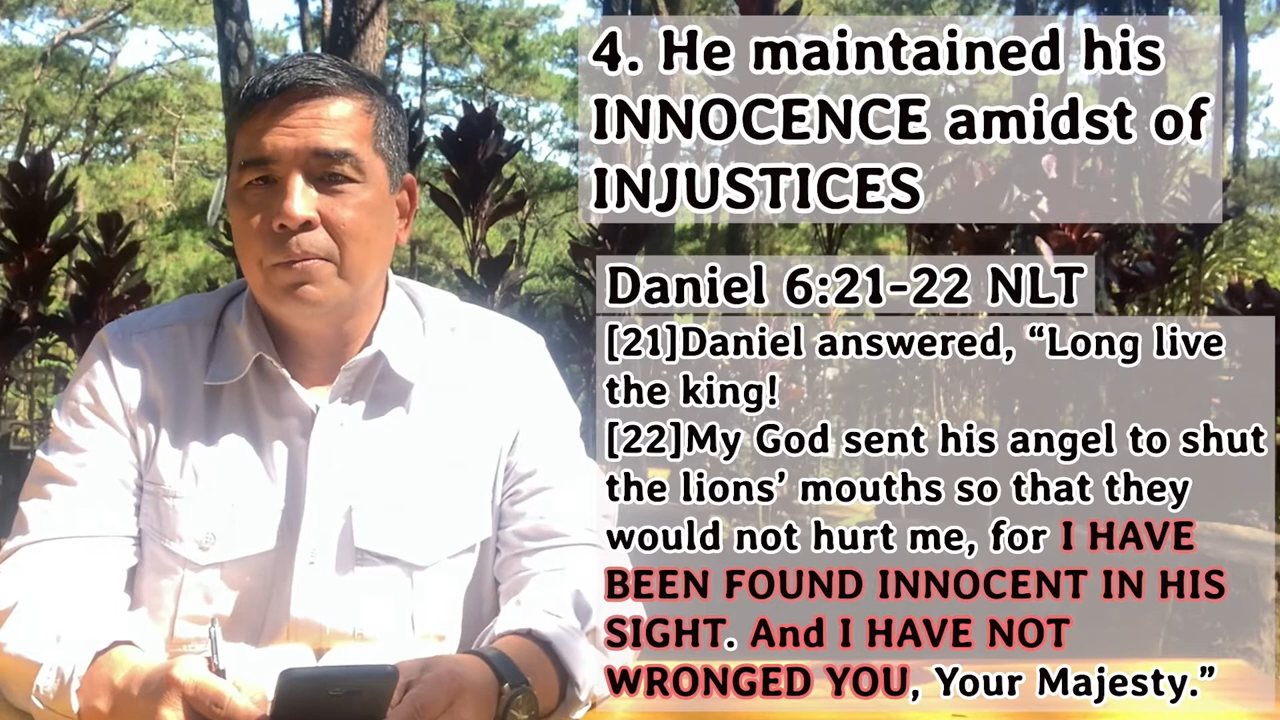 4. He maintained his
INNOCENCE amidst of
INJUSTICES
Daniel 6:21-22 NLT
[21]Daniel answered, “Long live
the king!
[22]My God sent his angel to shut
the lions’ mouths so that they
would not hurt me, for I HAVE
BEEN FOUND INNOCENT IN HIS
SIGHT. And I HAVE NOT
WRONGED YOU, Your Majesty.”